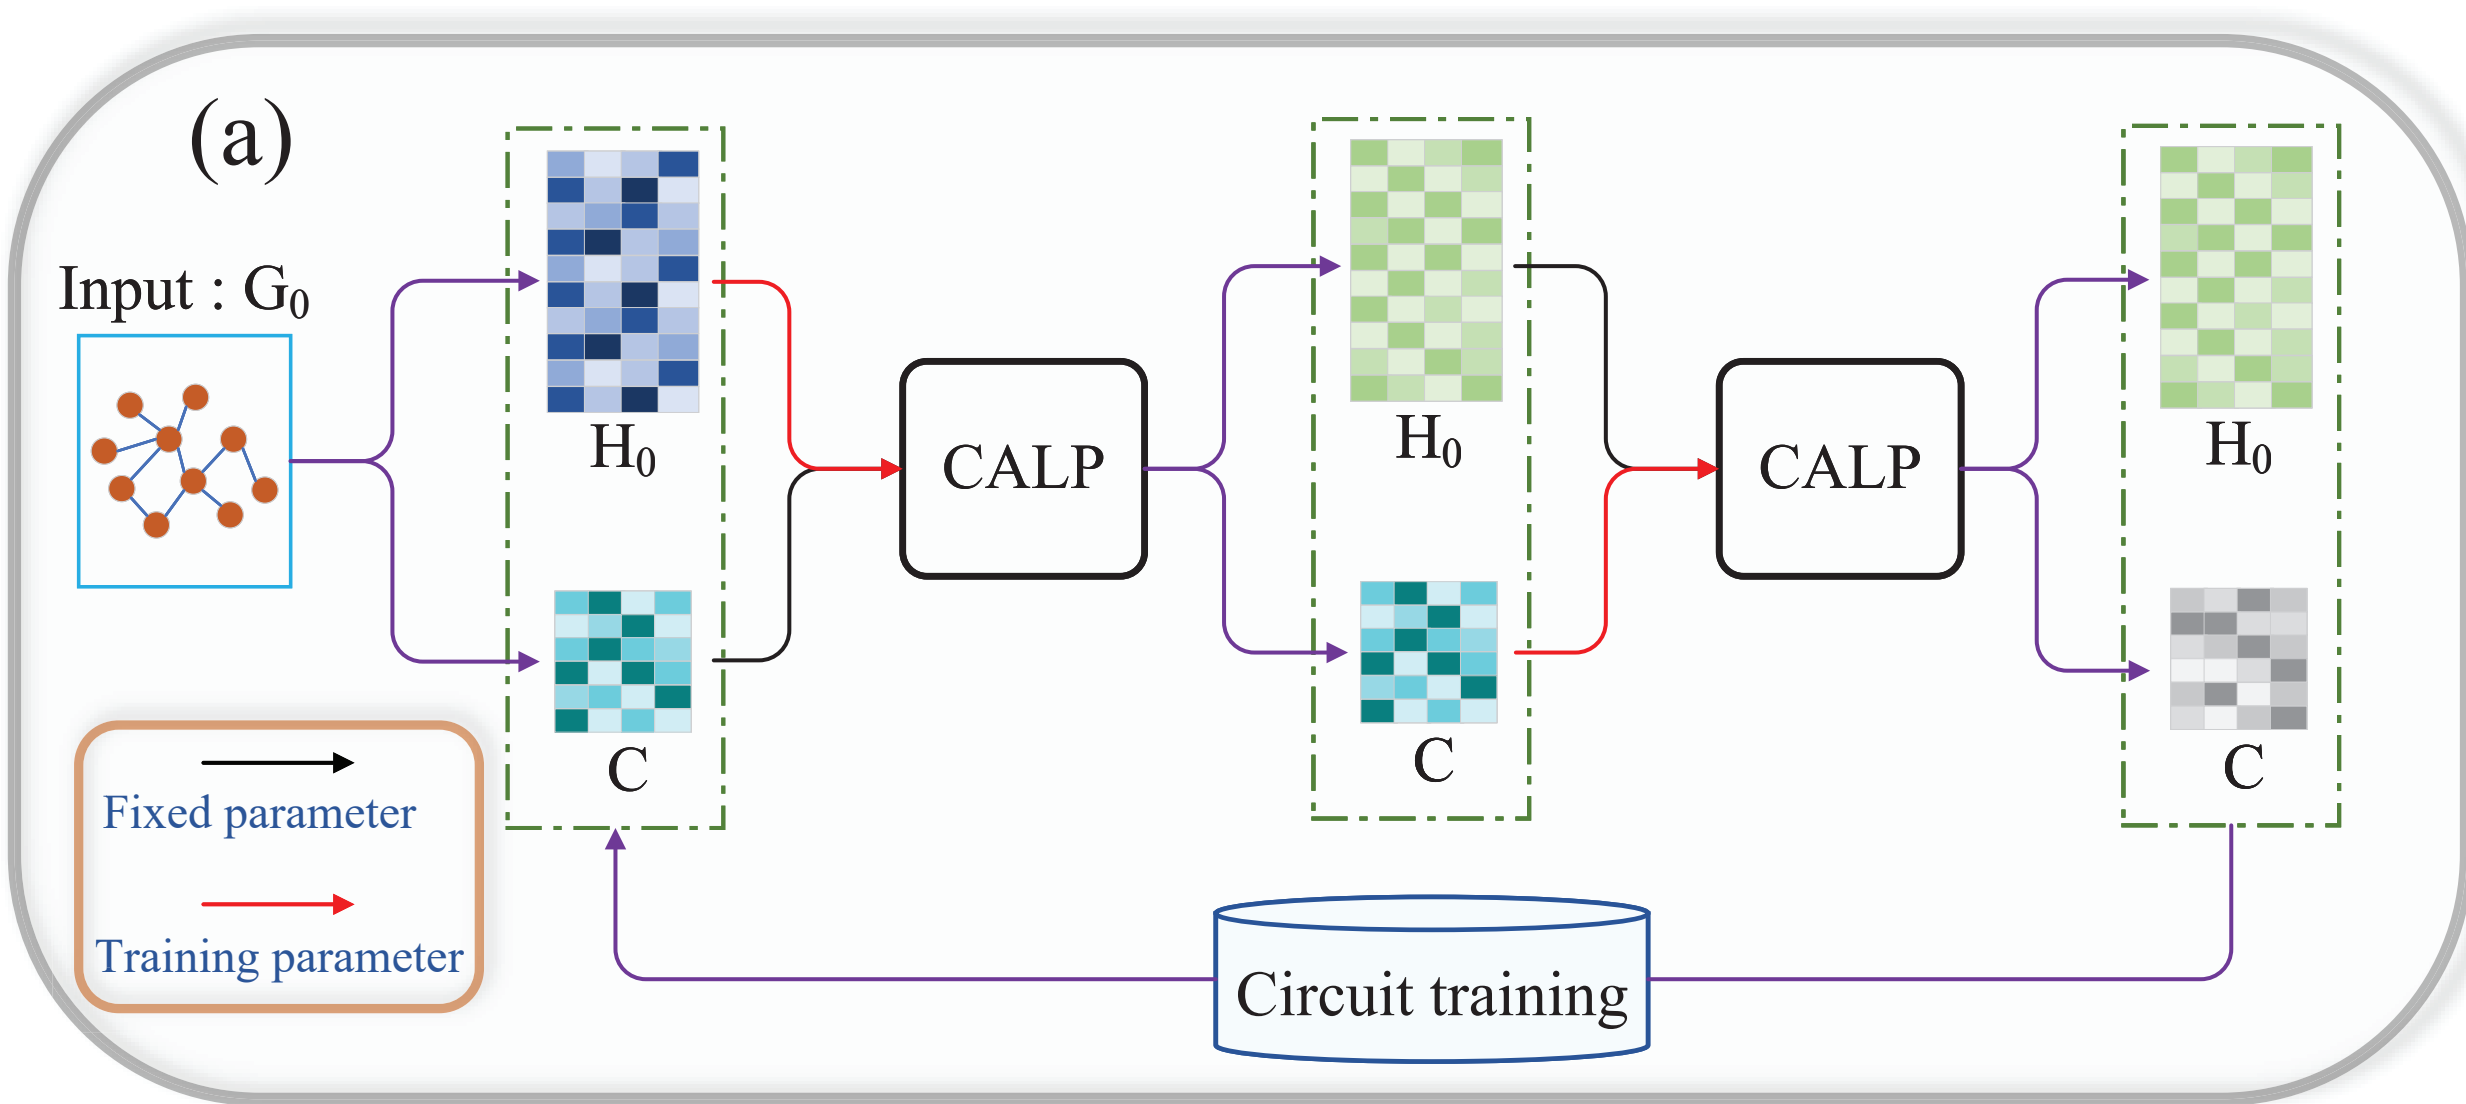 (a)
Input : G₀
H₀
C
CALP
H₀
C
CALP
H₀
C
Fixed parameter
Training parameter
Circuit training